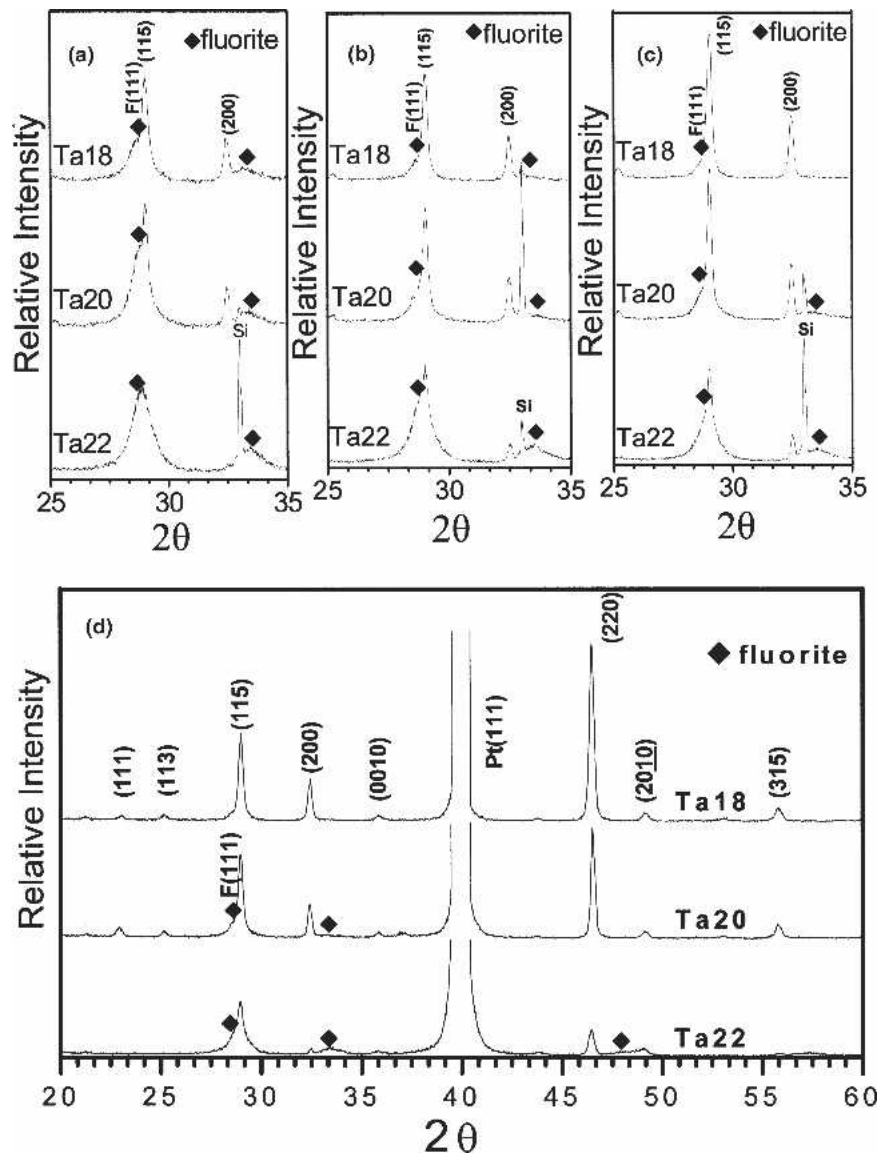 (a)
◆fluorite
F(111)
(115)
(200)
Ta18
Ta20
Si
Ta22
Relative Intensity
25 30 35
2θ
(b)
◆fluorite
F(111)
(115)
(200)
Ta18
Ta20
Si
Ta22
Relative Intensity
25 30 35
2θ
(c)
◆fluorite
F(111)
(115)
(200)
Ta18
Ta20
Si
Ta22
Relative Intensity
25 30 35
2θ
(d)
◆ fluorite
(111)
(113)
(115)
(200)
(0010)
Pt(111)
(220)
(2010)
(315)
Ta18
F(111)
Ta20
Ta22
Relative Intensity
20 25 30 35 40 45 50 55 60
2θ